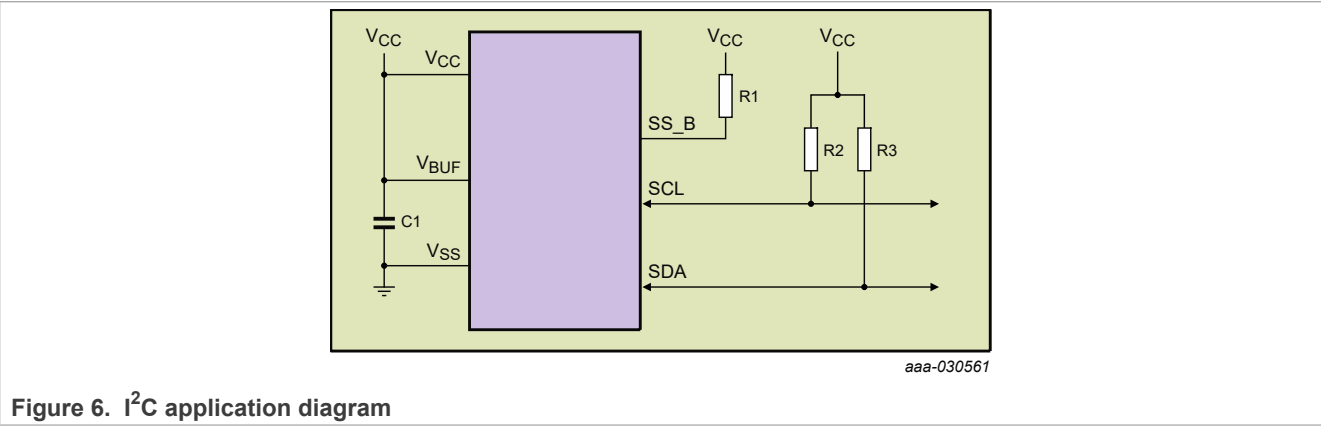 V_CC
V_CC
V_CC
V_CC
R1
SS_B
R2
R3
V_BUF
SCL
C1
V_SS
SDA
aaa-030561
Figure 6. I²C application diagram